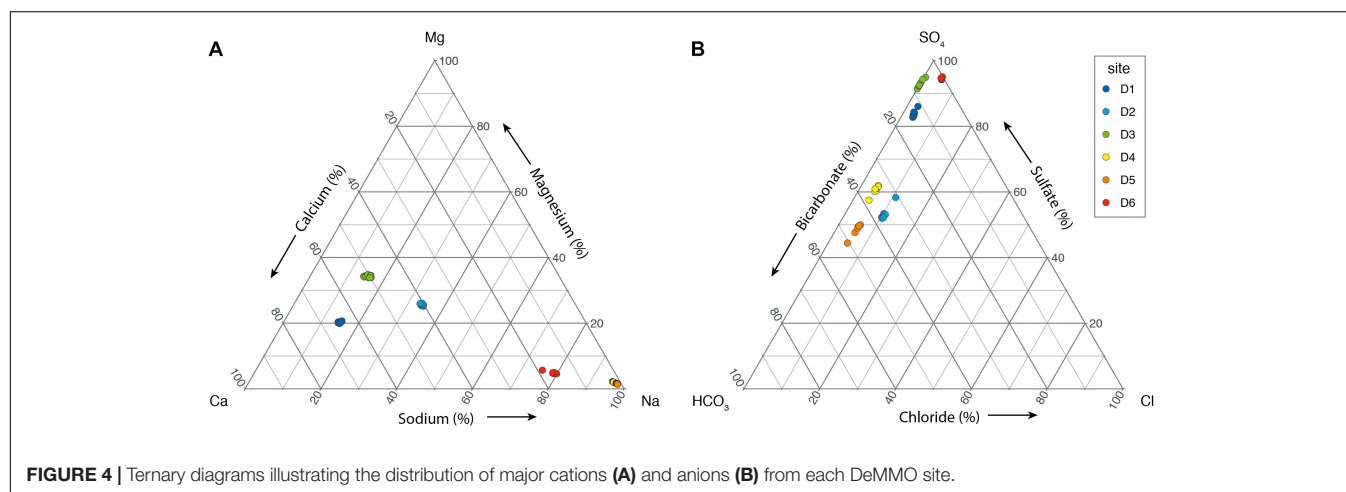 A
Mg
100
20
80
40
60
60
40
80
20
100
Ca
20
40
60
80
100
Na
Calcium (%)
Magnesium (%)
Sodium (%)
B
SO₄
100
20
80
40
60
60
40
80
20
100
HCO₃
20
40
60
80
100
Cl
Bicarbonate (%)
Sulfate (%)
Chloride (%)
site
D1
D2
D3
D4
D5
D6
FIGURE 4 | Ternary diagrams illustrating the distribution of major cations (A) and anions (B) from each DeMMO site.